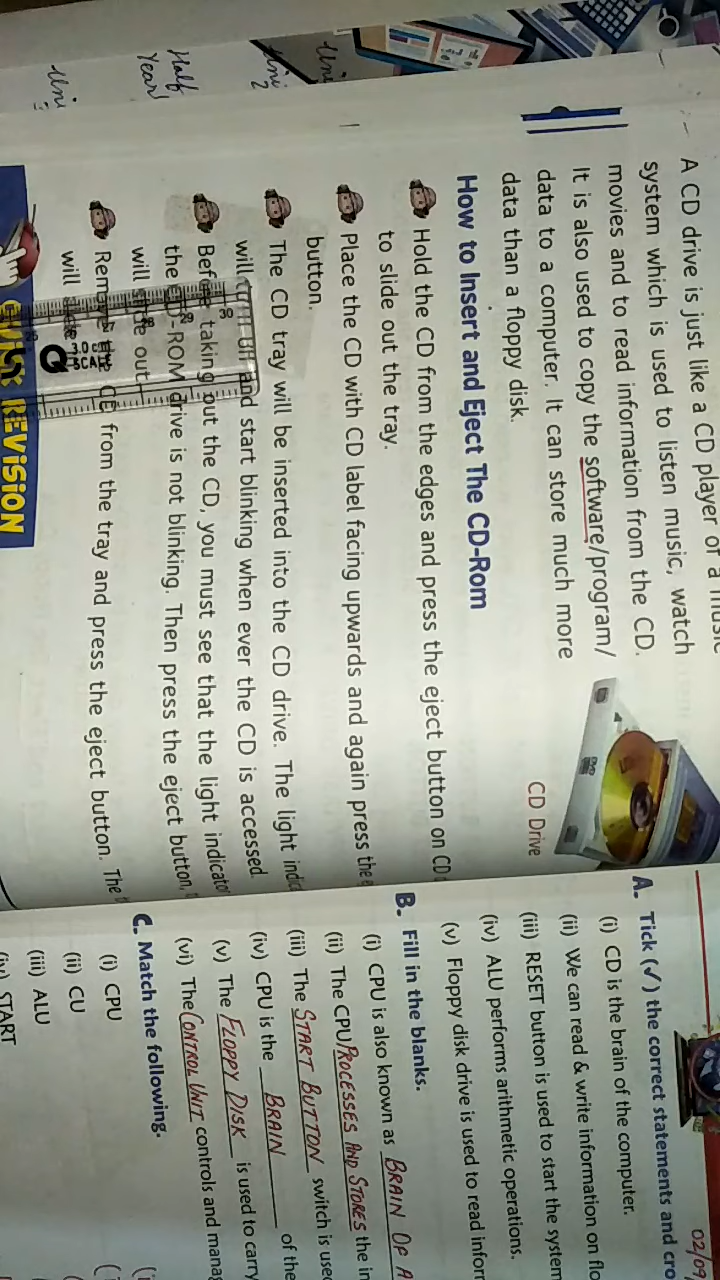 A CD drive is just like a CD player of a music
system which is used to listen music, watch
movies and to read information from the CD.
It is also used to copy the software/program/
data to a computer. It can store much more
data than a floppy disk.
CD Drive
How to Insert and Eject The CD-Rom
Hold the CD from the edges and press the eject button on CD
to slide out the tray.
Place the CD with CD label facing upwards and again press the
button.
The CD tray will be inserted into the CD drive. The light
will turn on and start blinking when ever the CD is accessed.
Before taking out the CD, you must see that the light indicator
the CD-ROM drive is not blinking. Then press the eject button,
will slide out.
Remove the CD from the tray and press the eject button. The
will
30
SCALE
REVISION
Half
Year
02/09
A. Tick (✓) the correct statements and
(i) CD is the brain of the computer.
(ii) We can read & write information on
(iii) RESET button is used to start the system
(iv) ALU performs arithmetic operations.
(v) Floppy disk drive is used to read
B. Fill in the blanks.
(i) CPU is also known as BRAIN OF A
(ii) The CPU PROCESSES AND STORES the
(iii) The START BUTTON switch is
(iv) CPU is the BRAIN of the
(v) The FLOPPY DISK is used to carry
(vi) The CONTROL UNIT controls and
C. Match the following.
(i) CPU
(ii) CU
(iii) ALU
(iv) START